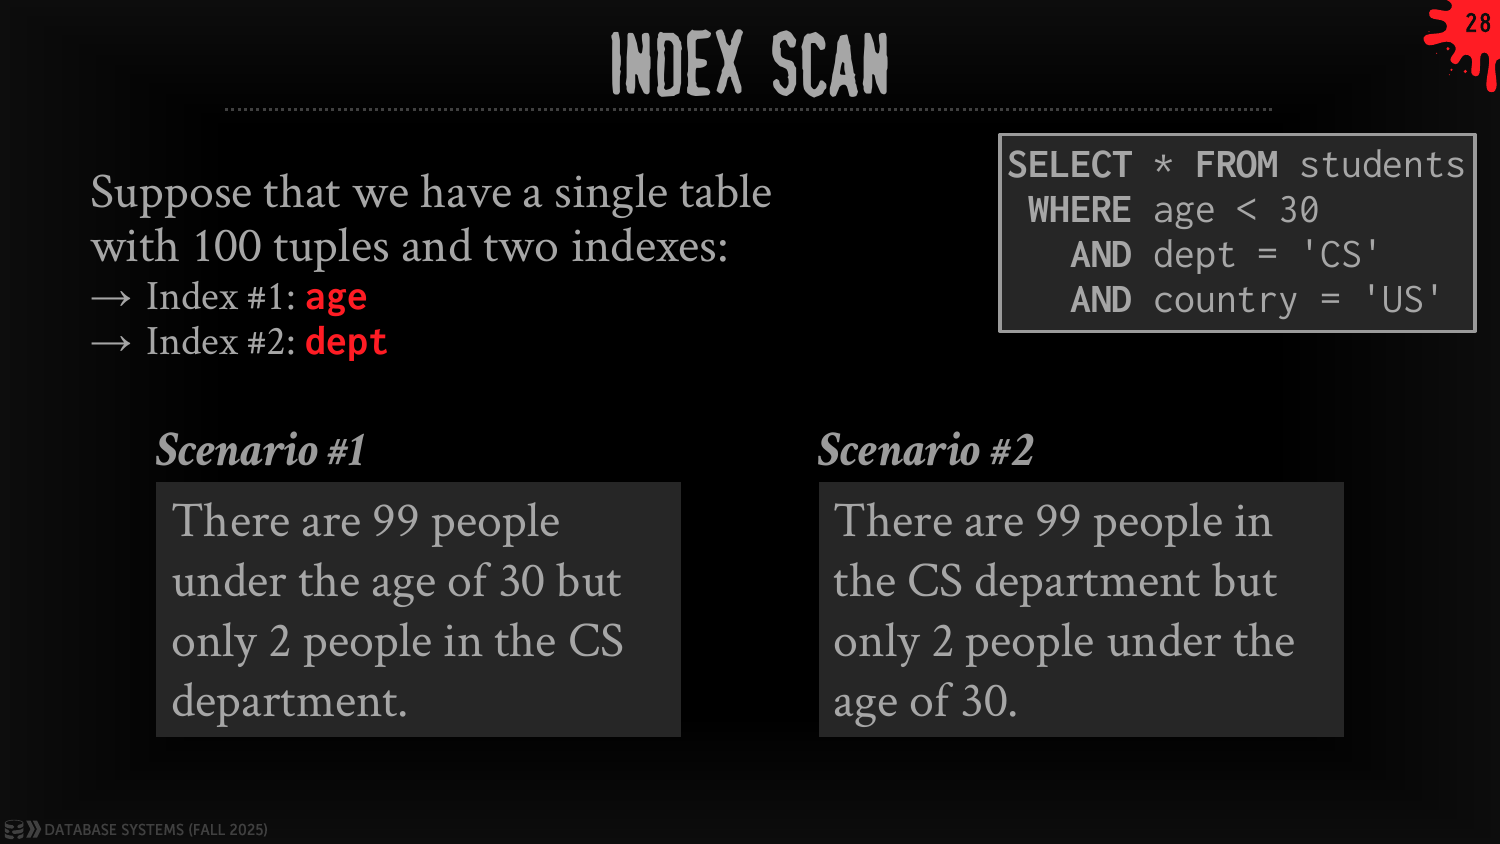 28
INDEX SCAN
Suppose that we have a single table
with 100 tuples and two indexes:
→ Index #1: age
→ Index #2: dept
SELECT * FROM students
WHERE age < 30
AND dept = 'CS'
AND country = 'US'
Scenario #1
There are 99 people
under the age of 30 but
only 2 people in the CS
department.
Scenario #2
There are 99 people in
the CS department but
only 2 people under the
age of 30.
DATABASE SYSTEMS (FALL 2025)